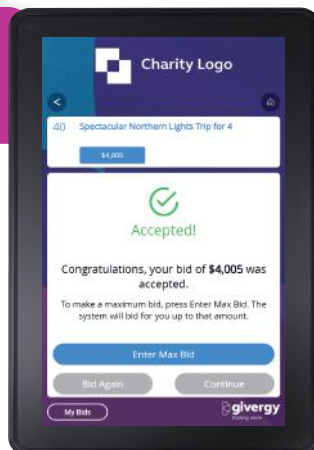 Charity Logo
<
40 Spectacular Northern Lights Trip for 4
$4,005
Accepted!
Congratulations, your bid of $4,005 was
accepted.
To make a maximum bid, press Enter Max Bid. The
system will bid for you up to that amount.
Enter Max Bid
Bid Again Continue
My Bids givergy